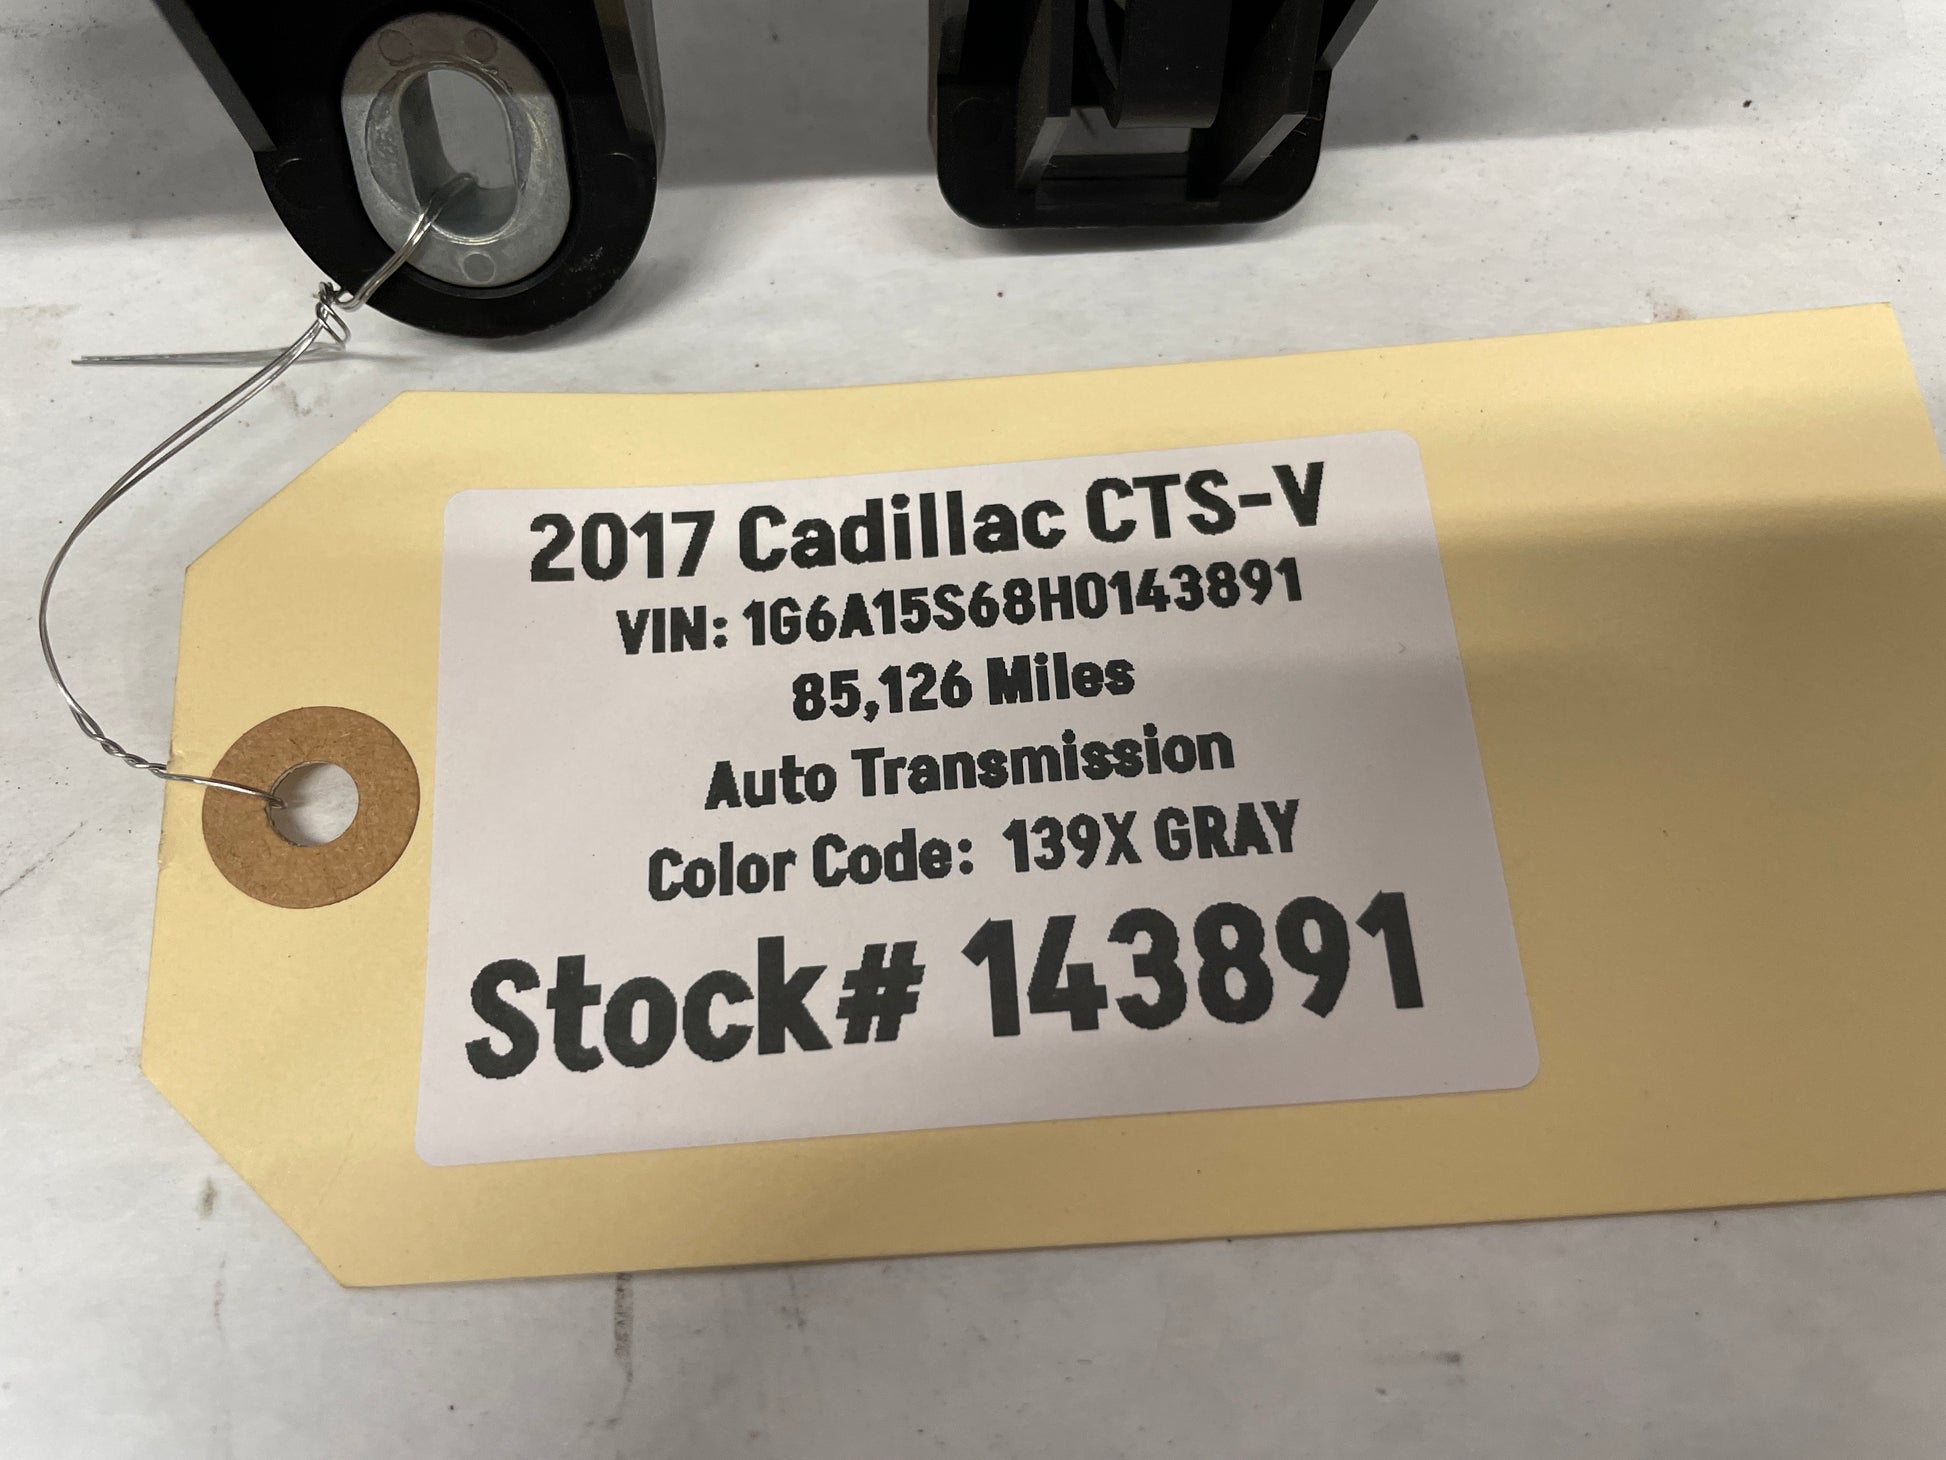 2017 Cadillac CTS-V
VIN: 1G6A15S68H0143891
85,126 Miles
Auto Transmission
Color Code: 139X GRAY
Stock# 143891